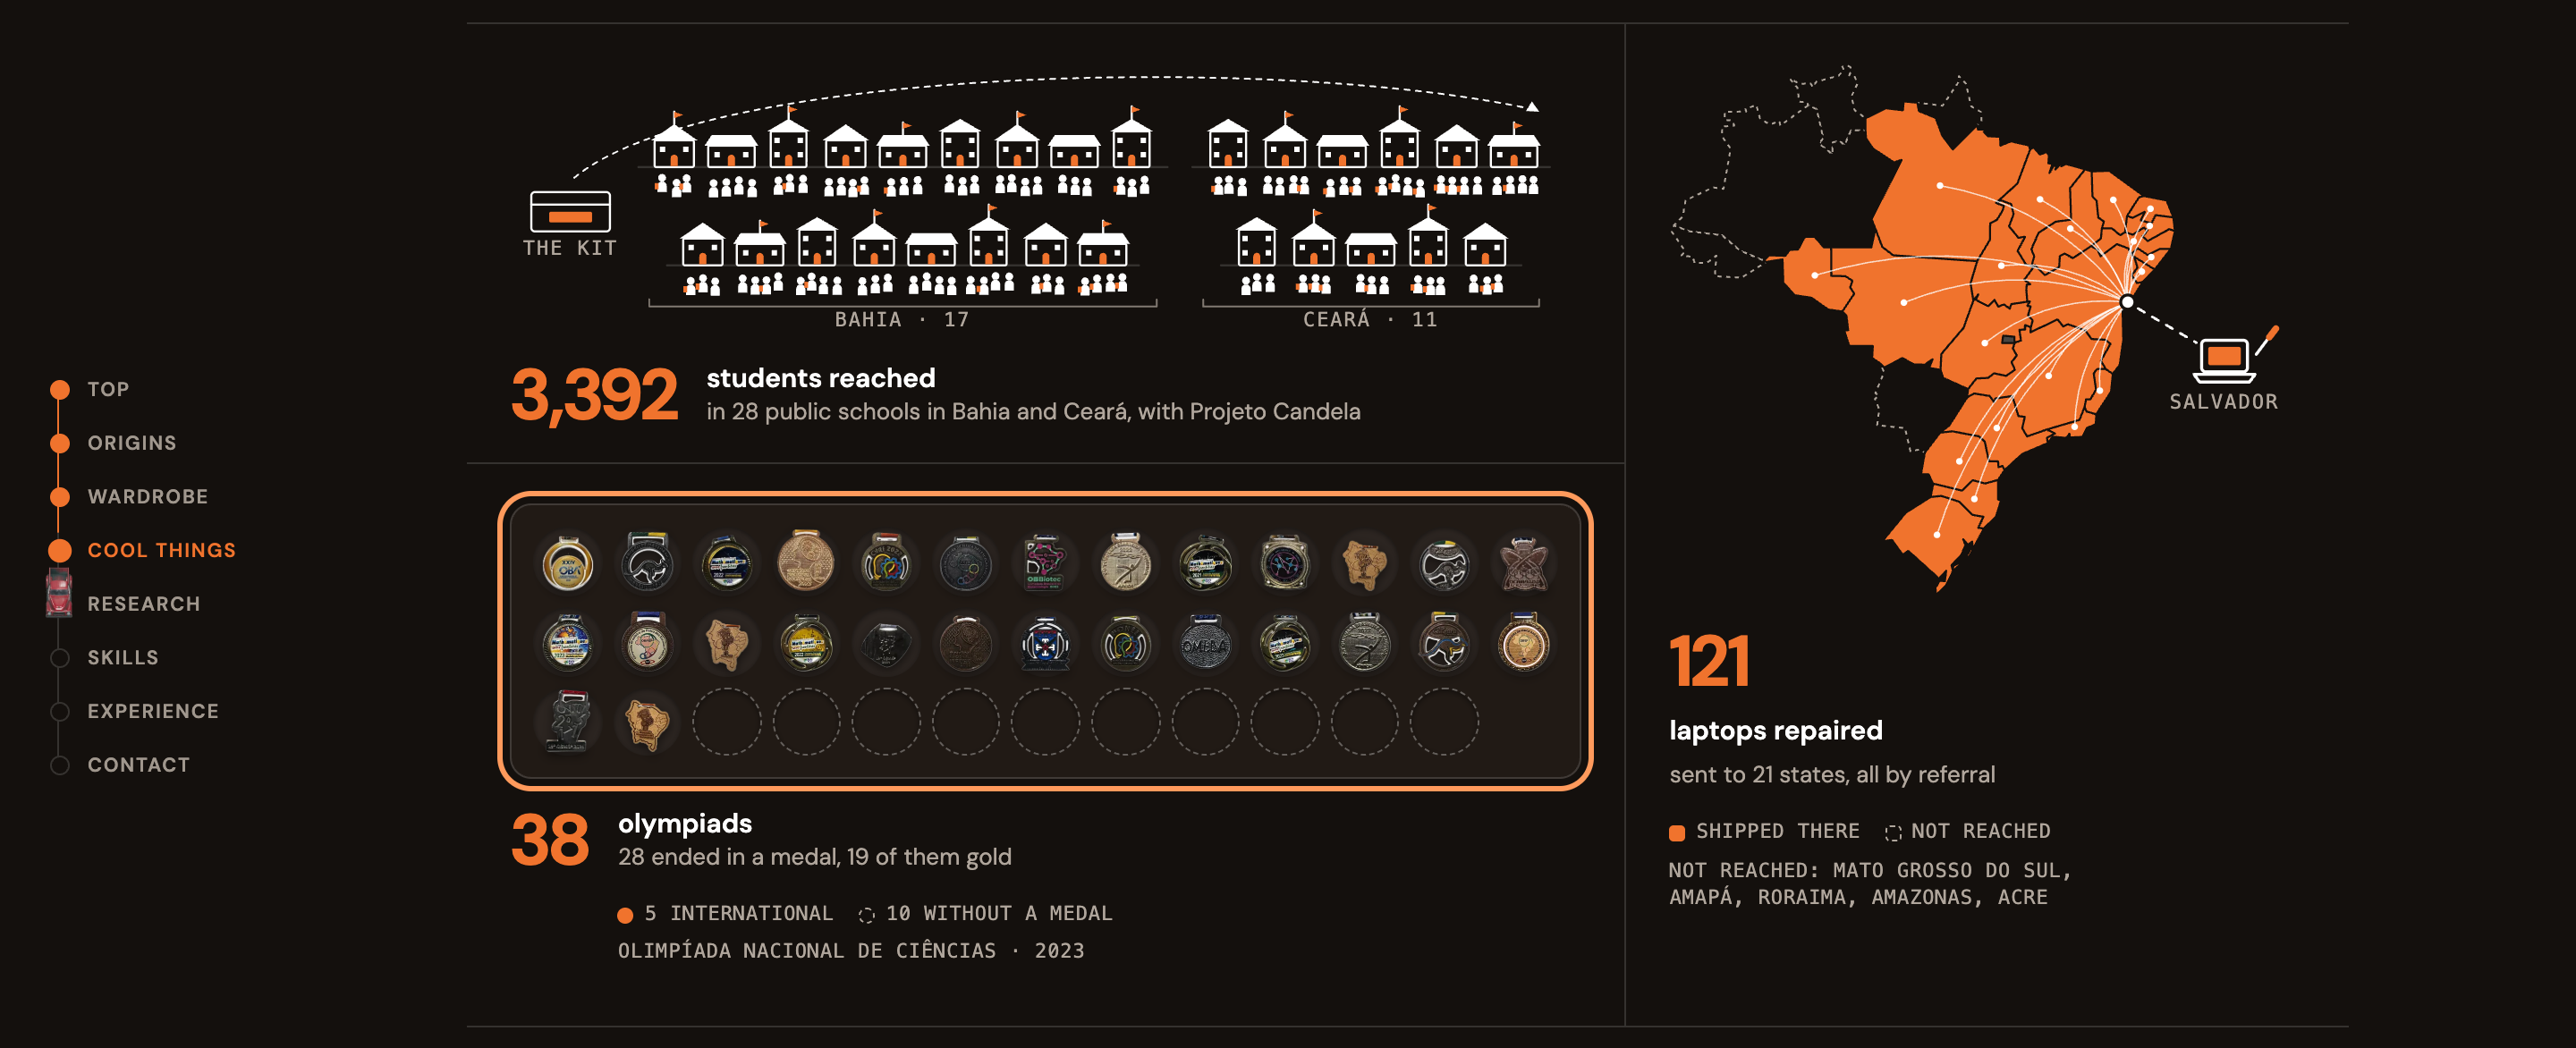 TOP
ORIGINS
WARDROBE
COOL THINGS
RESEARCH
SKILLS
EXPERIENCE
CONTACT
THE KIT
BAHIA · 17
CEARÁ · 11
3,392
students reached
in 28 public schools in Bahia and Ceará, with Projeto Candela
38
olympiads
28 ended in a medal, 19 of them gold
5 INTERNATIONAL
10 WITHOUT A MEDAL
OLIMPÍADA NACIONAL DE CIÊNCIAS · 2023
SALVADOR
121
laptops repaired
sent to 21 states, all by referral
SHIPPED THERE
NOT REACHED
NOT REACHED: MATO GROSSO DO SUL,
AMAPÁ, RORAIMA, AMAZONAS, ACRE